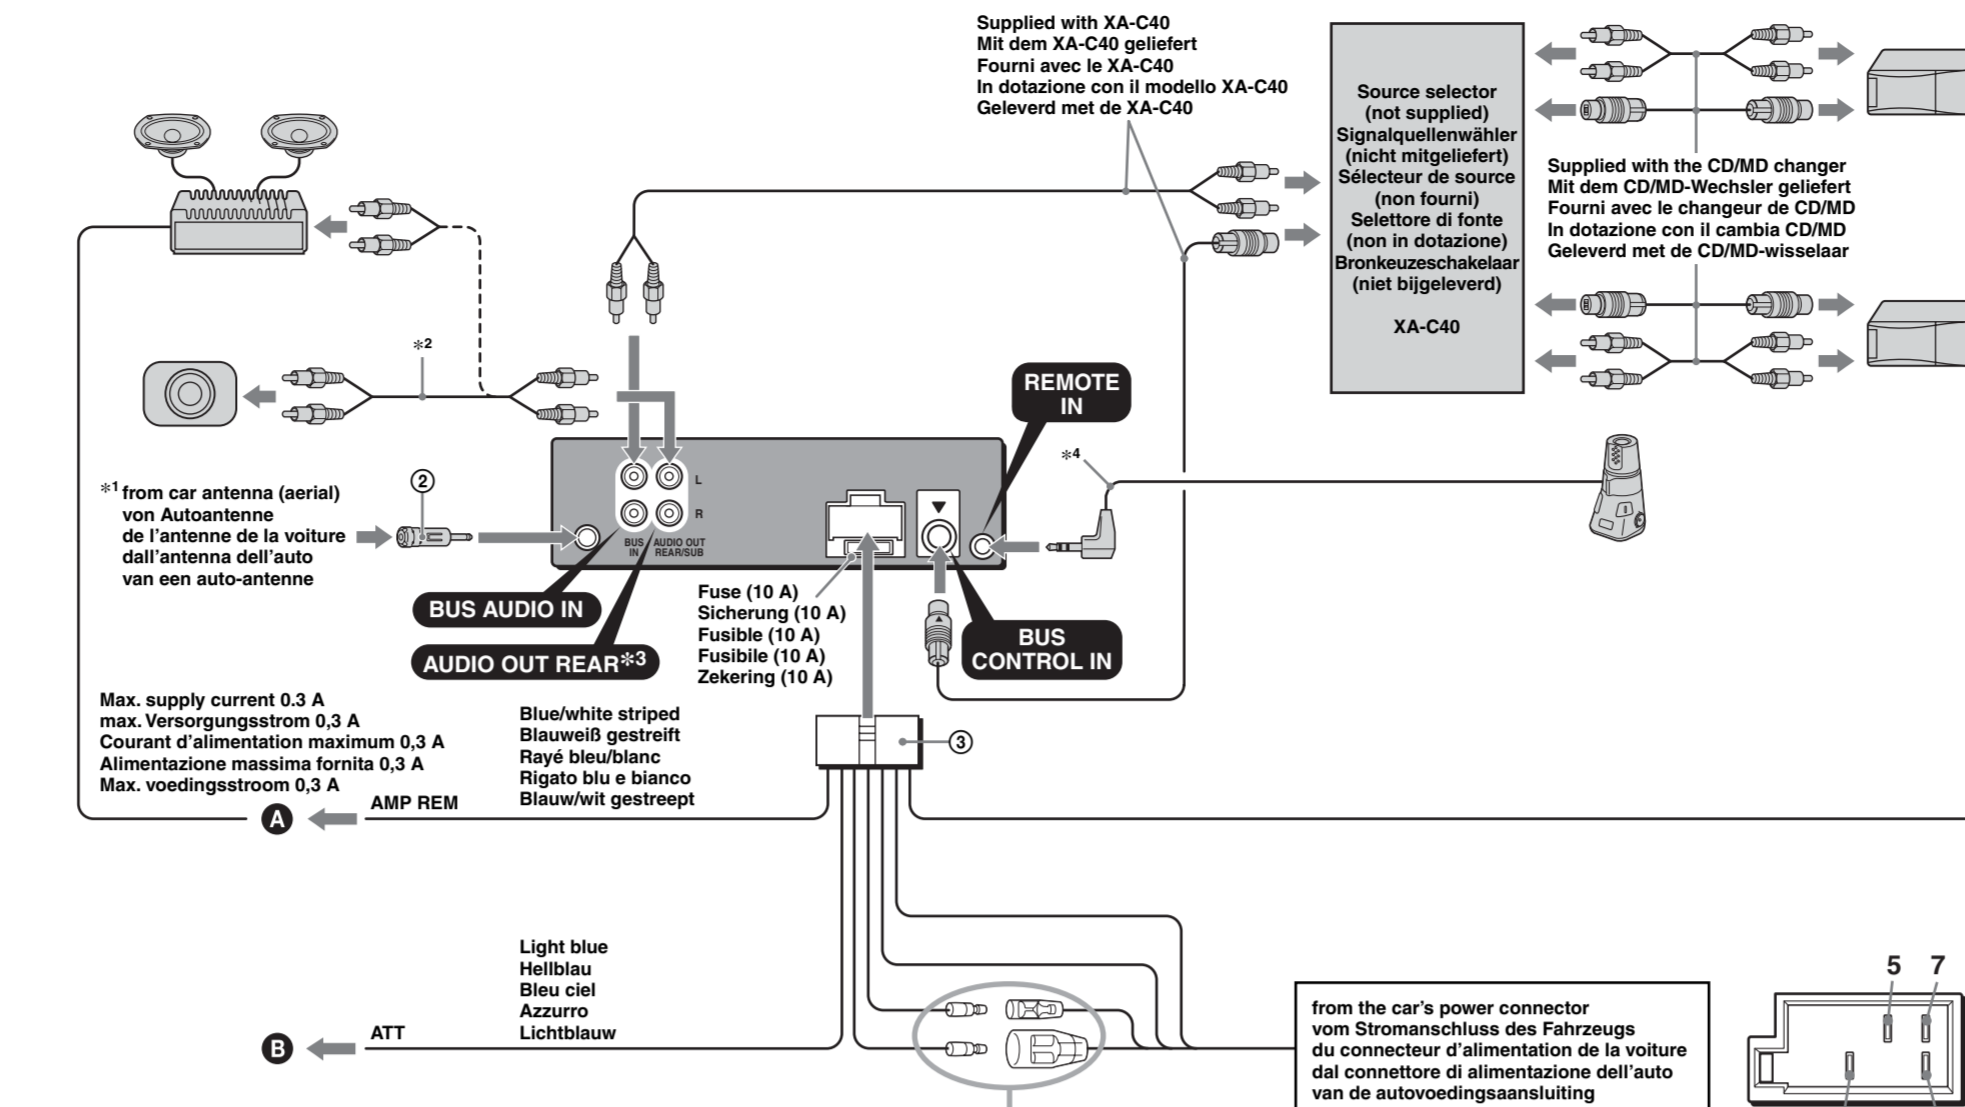 Supplied with XA-C40
Mit dem XA-C40 geliefert
Fourni avec le XA-C40
In dotazione con il modello XA-C40
Geleverd met de XA-C40
Source selector
(not supplied)
Signalquellenwähler
(nicht mitgeliefert)
Sélecteur de source
(non fourni)
Selettore di fonte
(non in dotazione)
Bronkeuzeschakelaar
(niet bijgeleverd)
XA-C40
Supplied with the CD/MD changer
Mit dem CD/MD-Wechsler geliefert
Fourni avec le changeur de CD/MD
In dotazione con il cambia CD/MD
Geleverd met de CD/MD-wisselaar
*2
REMOTE
IN
*4
*1 from car antenna (aerial)
von Autoantenne
de l'antenne de la voiture
dall'antenna dell'auto
van een auto-antenne
②
L
R
BUS
IN
AUDIO OUT
REAR/SUB
BUS AUDIO IN
AUDIO OUT REAR*3
Fuse (10 A)
Sicherung (10 A)
Fusible (10 A)
Fusibile (10 A)
Zekering (10 A)
BUS
CONTROL IN
Max. supply current 0.3 A
max. Versorgungsstrom 0,3 A
Courant d'alimentation maximum 0,3 A
Alimentazione massima fornita 0,3 A
Max. voedingsstroom 0,3 A
Blue/white striped
Blauweiß gestreift
Rayé bleu/blanc
Rigato blu e bianco
Blauw/wit gestreept
③
A
AMP REM
Light blue
Hellblau
Bleu ciel
Azzurro
Lichtblauw
B
ATT
from the car's power connector
vom Stromanschluss des Fahrzeugs
du connecteur d'alimentation de la voiture
dal connettore di alimentazione dell'auto
van de autovoedingsaansluiting
5 7